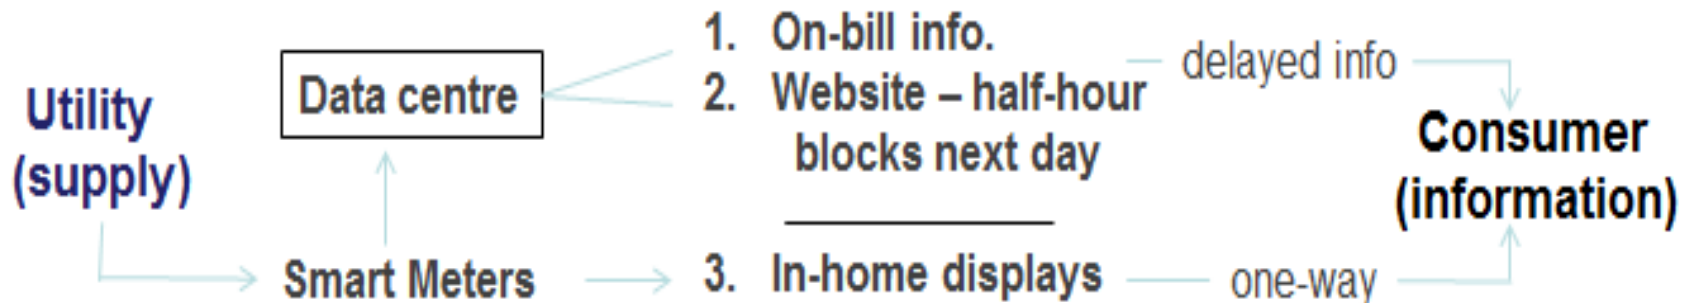 Utility
(supply)
Data centre
Smart Meters
1. On-bill info.
2. Website – half-hour
blocks next day
3. In-home displays
delayed info
one-way
Consumer
(information)